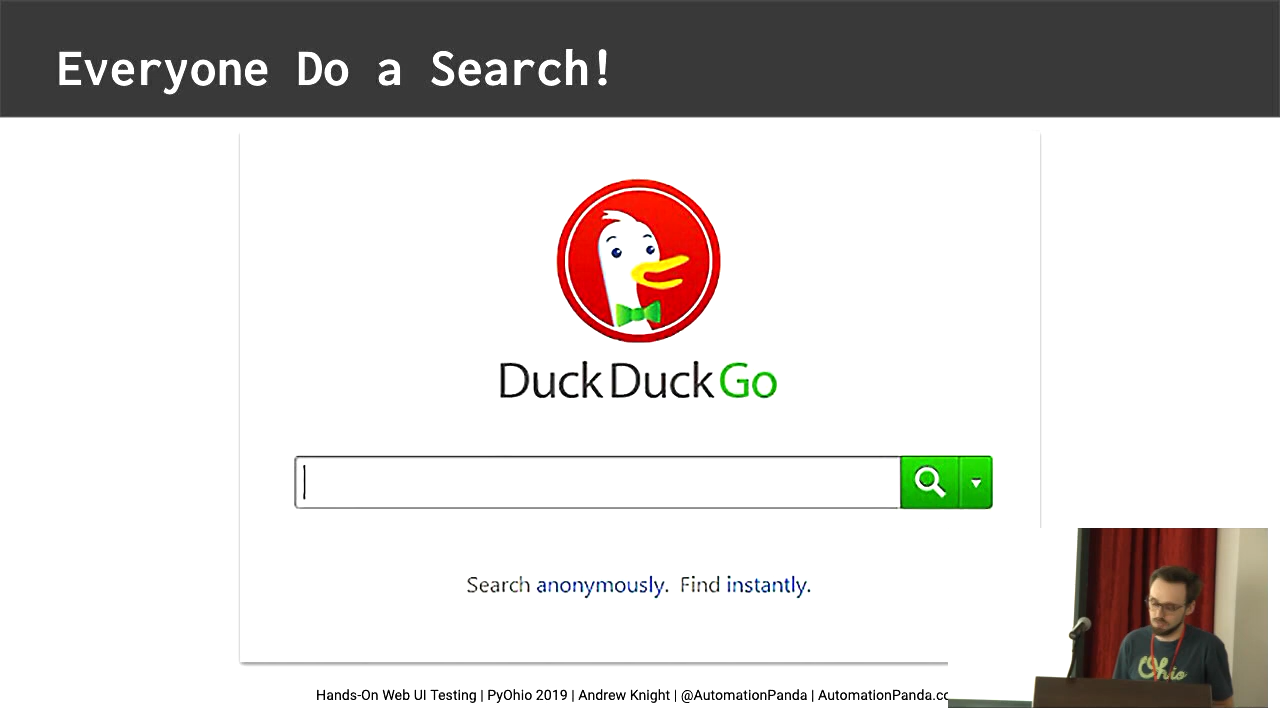 Everyone Do a Search!
DuckDuckGo
Search anonymously. Find instantly.
Hands-On Web UI Testing | PyOhio 2019 | Andrew Knight | @AutomationPanda | AutomationPanda.co
Ohio